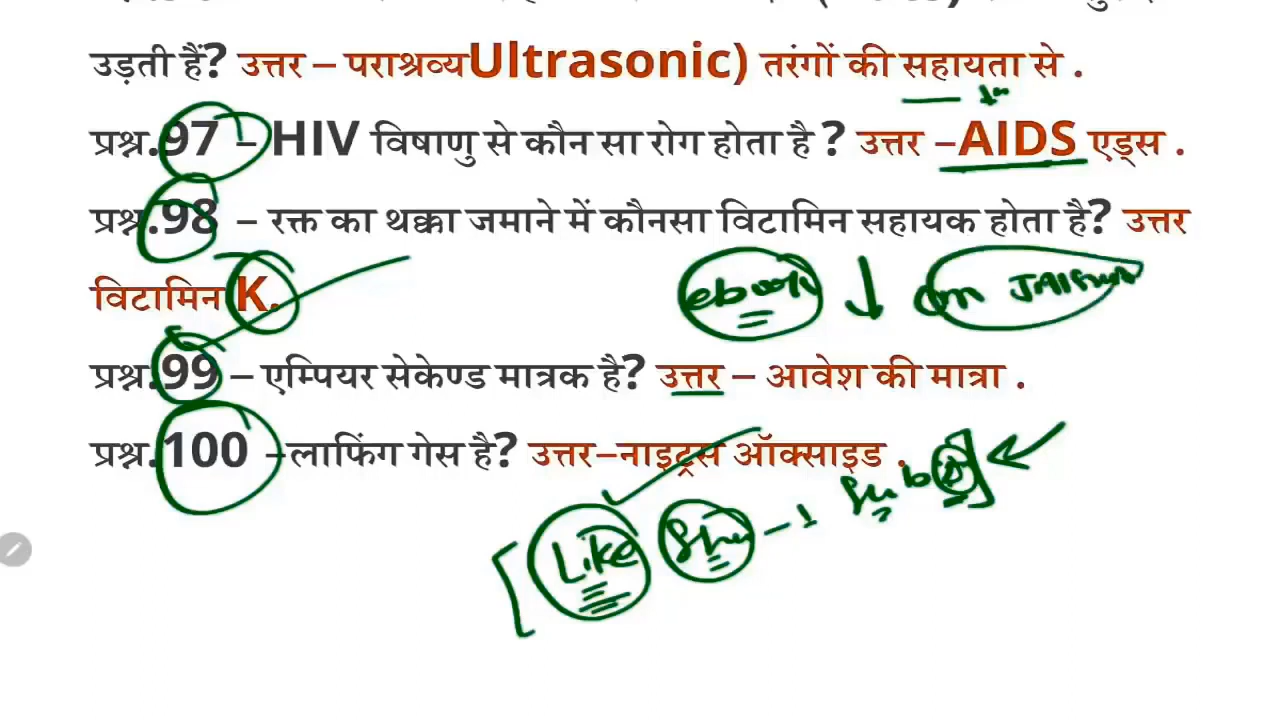 उड़ती हैं? उत्तर – पराश्रव्यUltrasonic) तरंगों की सहायता से .
प्रश्न.97 – HIV विषाणु से कौन सा रोग होता है ? उत्तर –AIDS एड्स .
प्रश्न.98 – रक्त का थक्का जमाने में कौनसा विटामिन सहायक होता है? उत्तर
विटामिन K.
ebook
प्रश्न.99 – एम्पियर सेकेण्ड मात्रक है? उत्तर – आवेश की मात्रा .
प्रश्न.100 –लाफिंग गेस है? उत्तर–नाइट्रस ऑक्साइड .
Like